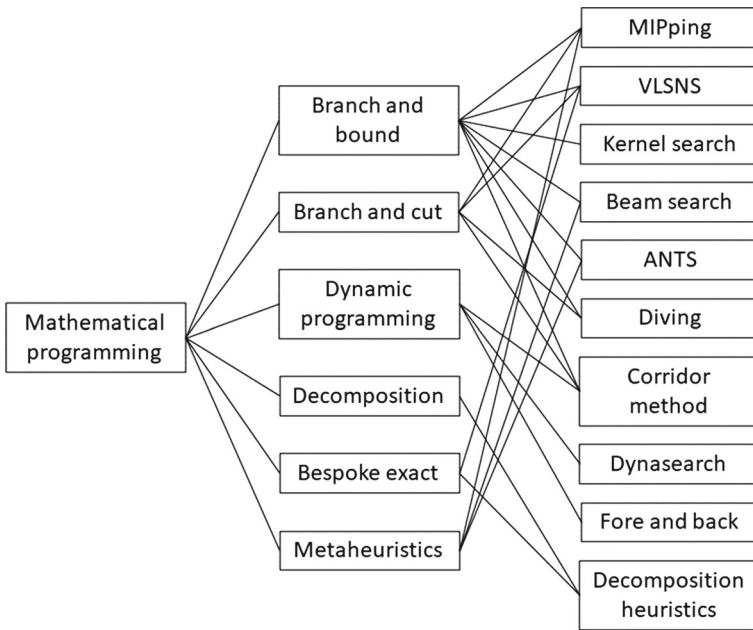 Mathematical
programming
Branch and
bound
Branch and cut
Dynamic
programming
Decomposition
Bespoke exact
Metaheuristics
MIPping
VLSNS
Kernel search
Beam search
ANTS
Diving
Corridor
method
Dynasearch
Fore and back
Decomposition
heuristics